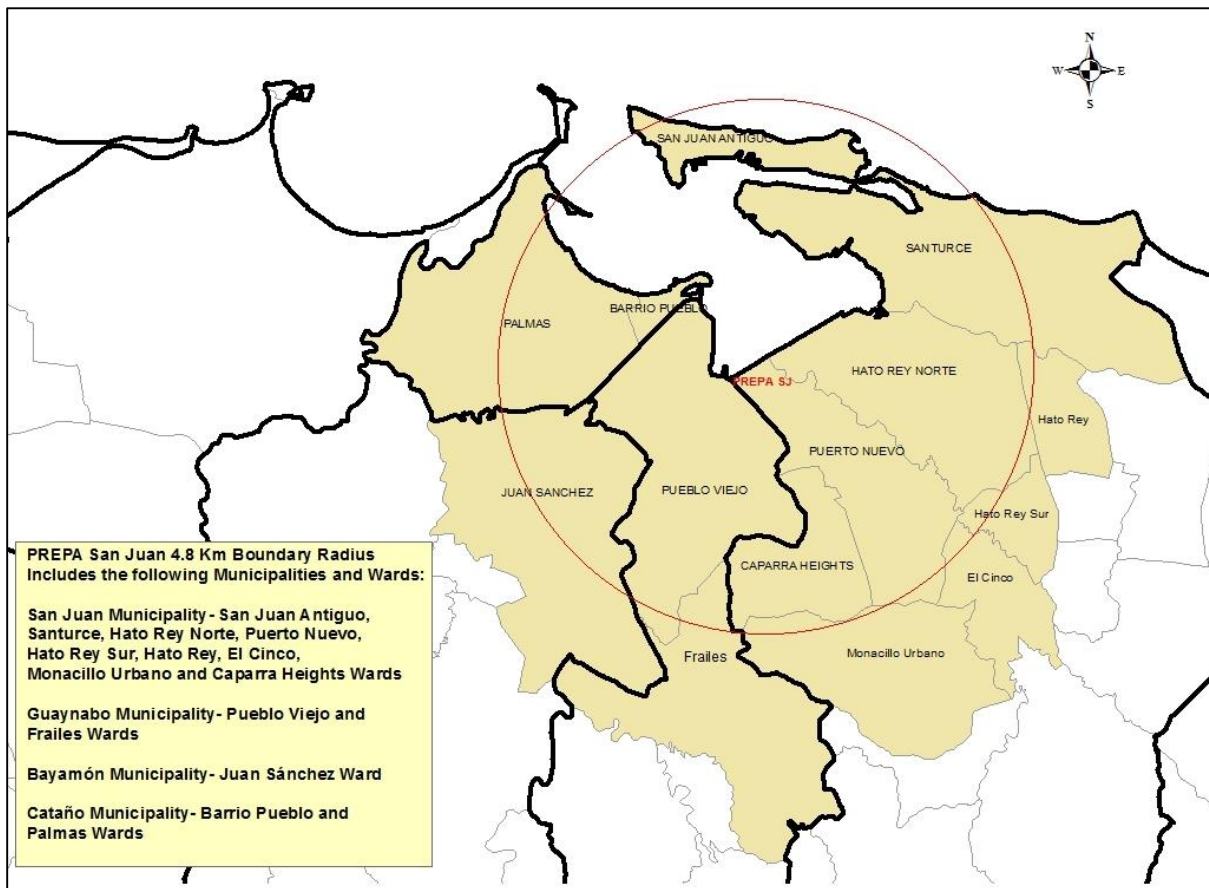 N
W E
S
SAN JUAN ANTIGUO
SANTURCE
BARRIO PUEBLO
PALMAS
HATO REY NORTE
PREPA SJ
Hato Rey
PUERTO NUEVO
JUAN SANCHEZ
PUEBLO VIEJO
Hato Rey Sur
CAPARRA HEIGHTS
El Cinco
Frailes
Monacillo Urbano
PREPA San Juan 4.8 Km Boundary Radius
Includes the following Municipalities and Wards:
San Juan Municipality- San Juan Antiguo,
Santurce, Hato Rey Norte, Puerto Nuevo,
Hato Rey Sur, Hato Rey, El Cinco,
Monacillo Urbano and Caparra Heights Wards
Guaynabo Municipality- Pueblo Viejo and
Frailes Wards
Bayamón Municipality- Juan Sánchez Ward
Cataño Municipality- Barrio Pueblo and
Palmas Wards